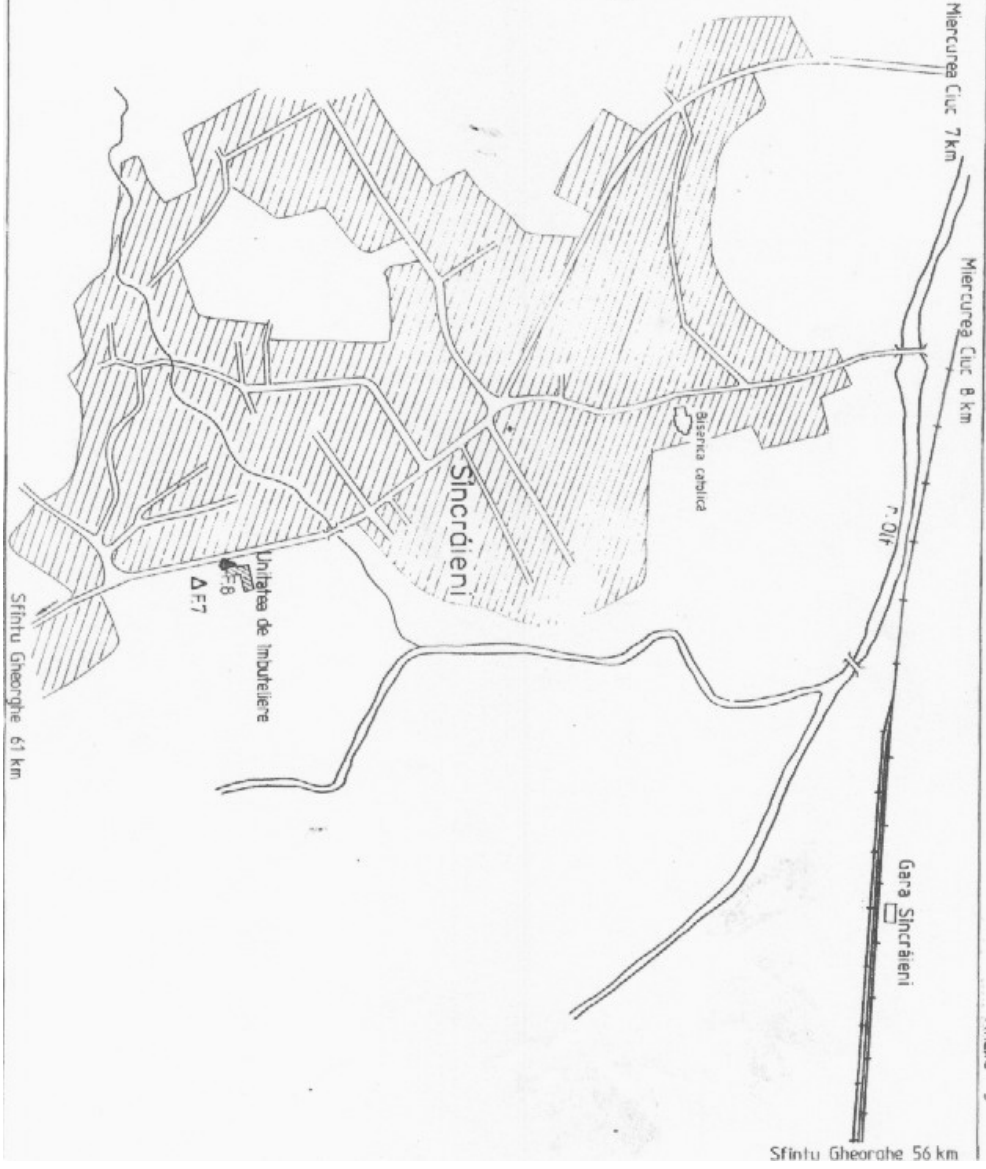 Miercurea Ciuc 7 km
Miercurea Ciuc 8 km
Biserica catolică
r. Olt
Sîncrăieni
Unitatea de îmbuteliere
F.8
F.7
Gara Sîncrăieni
Sfîntu Gheorghe 61 km
Sfîntu Gheorghe 56 km